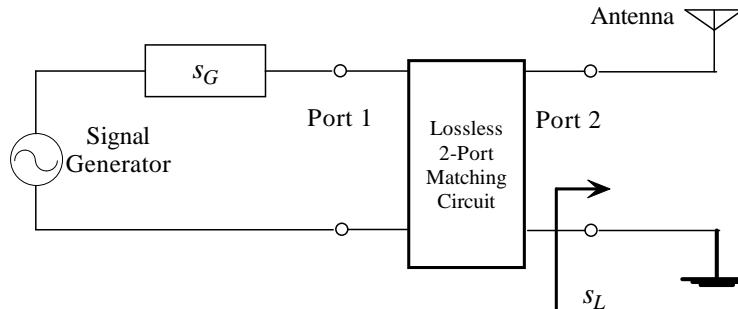 Antenna
s_G
Port 1
Signal
Generator
Lossless
2-Port
Matching
Circuit
Port 2
s_L